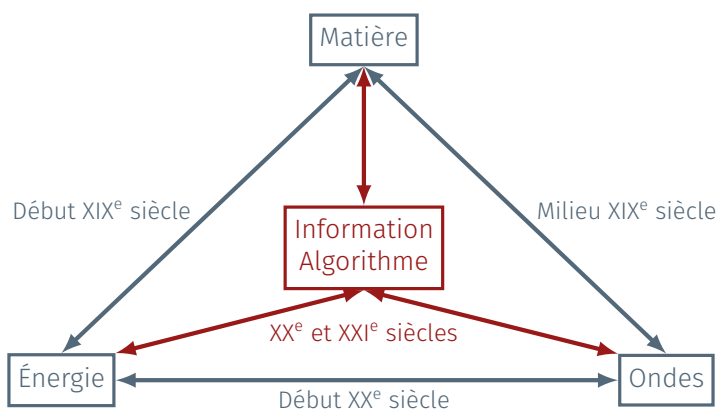 Matière
Début XIXe siècle
Milieu XIXe siècle
Information
Algorithme
XXe et XXIe siècles
Énergie
Ondes
Début XXe siècle